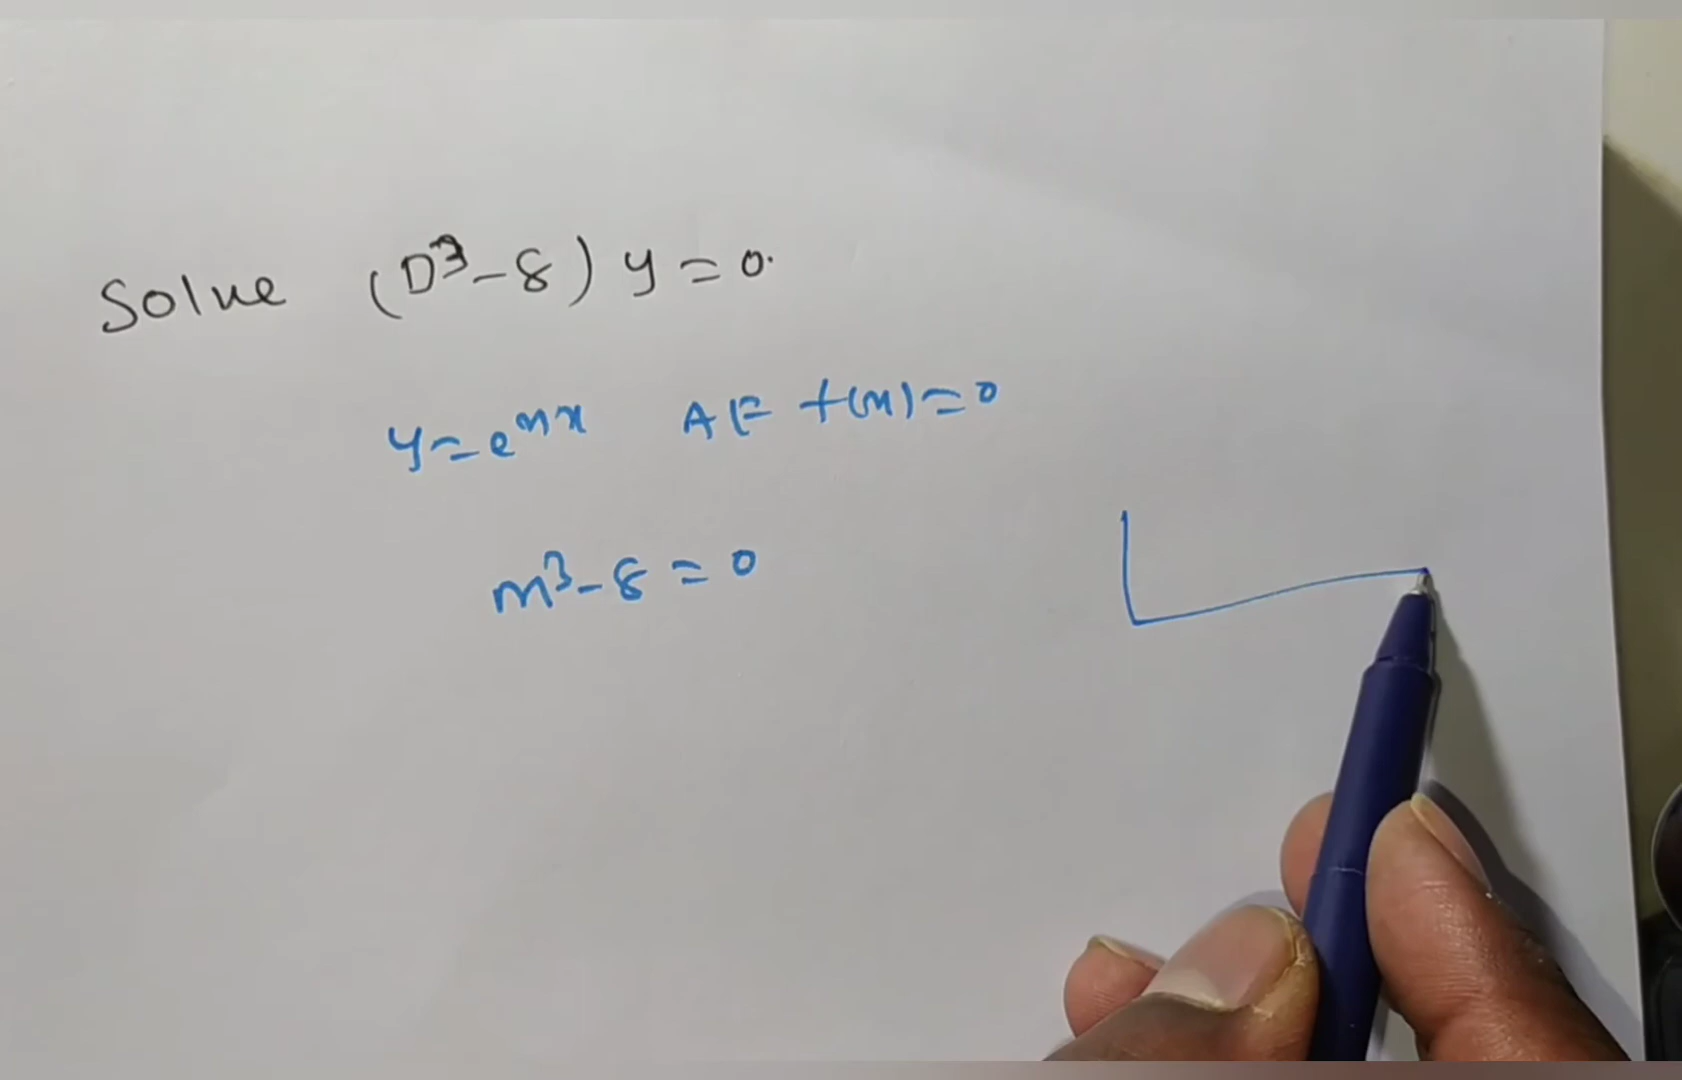 Solve (D³-8) y = 0.
y = e^mx AE f(m) = 0
m³-8 = 0